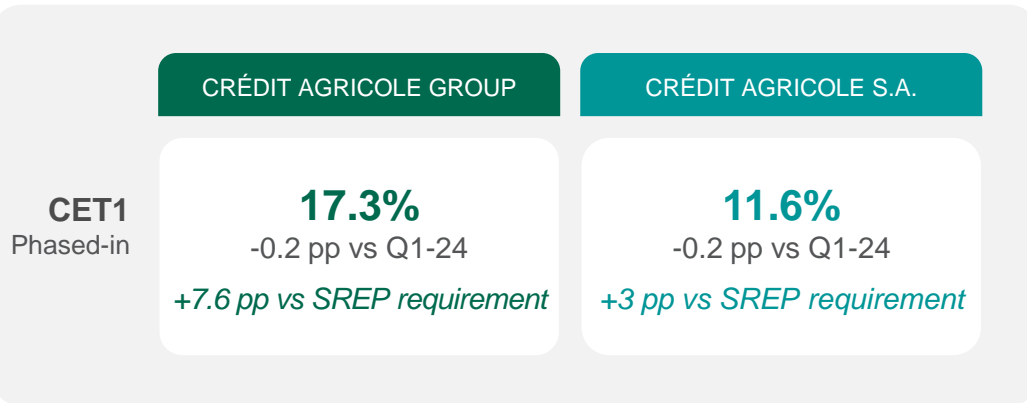 CRÉDIT AGRICOLE GROUP
CRÉDIT AGRICOLE S.A.
CET1
Phased-in
17.3%
-0.2 pp vs Q1-24
+7.6 pp vs SREP requirement
11.6%
-0.2 pp vs Q1-24
+3 pp vs SREP requirement